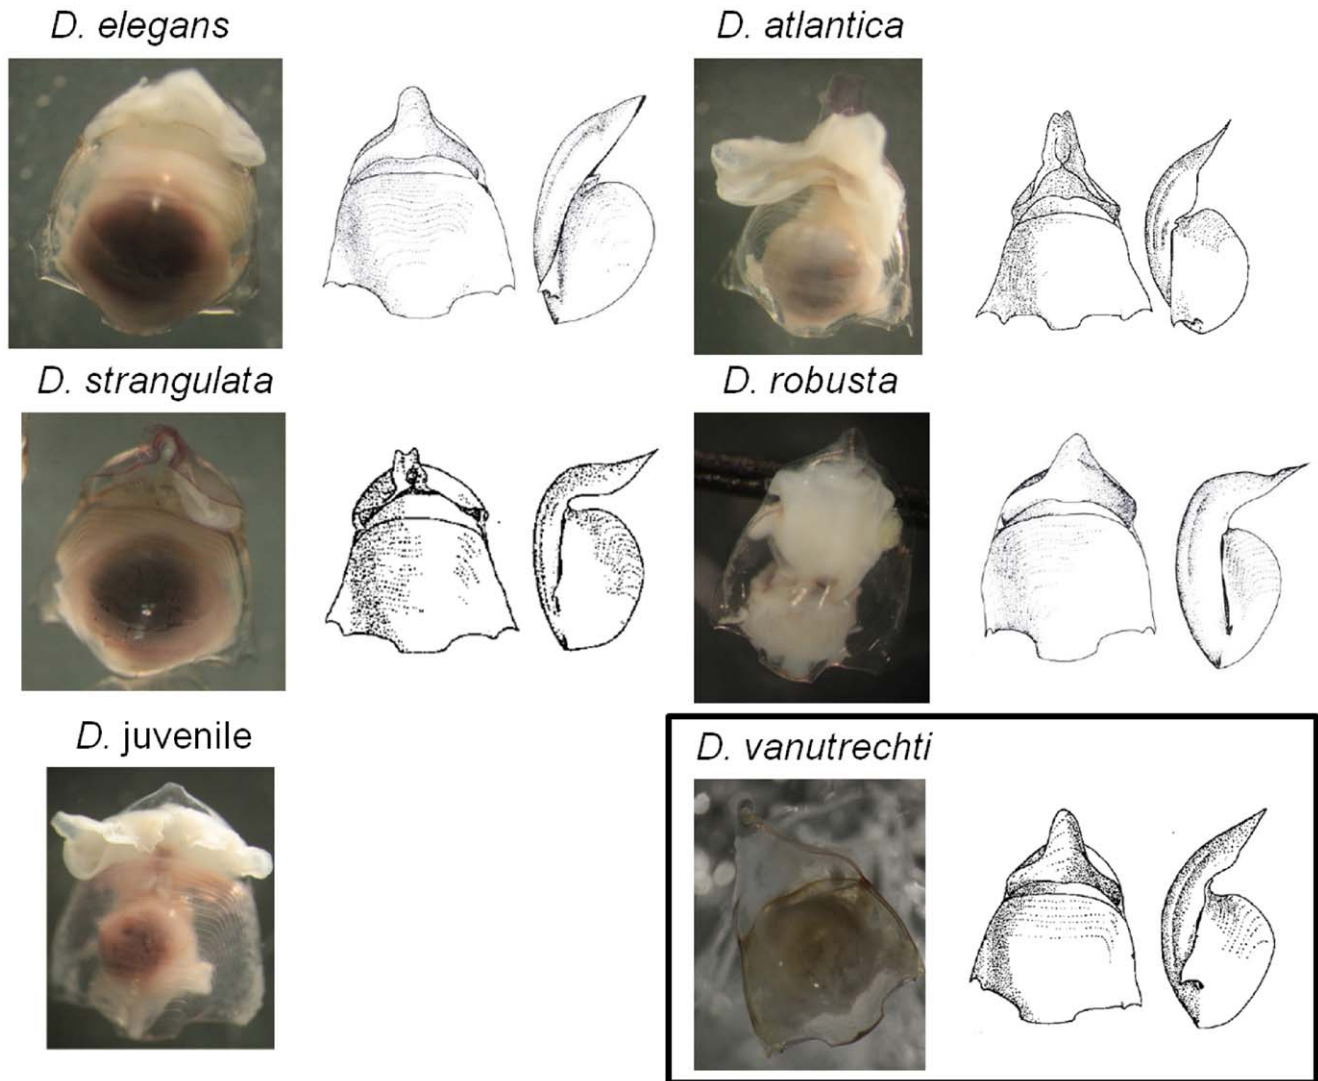 D. elegans
D. atlantica
D. strangulata
D. robusta
D. juvenile
D. vanutrechti